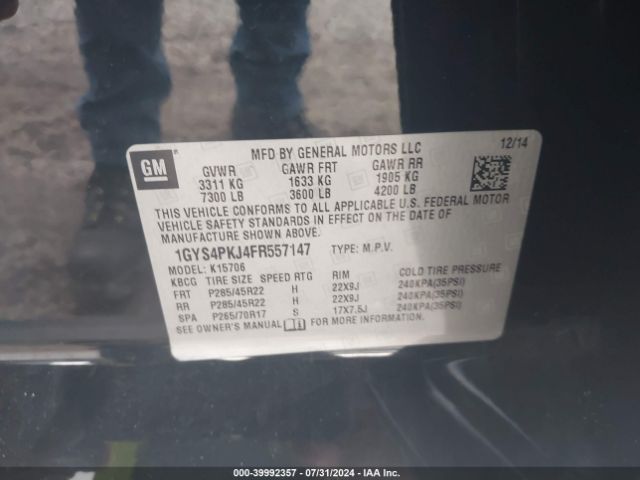 MFD BY GENERAL MOTORS LLC
12/14
GM
GVWR GAWR FRT GAWR RR
3311 KG 1633 KG 1905 KG
7300 LB 3600 LB 4200 LB
THIS VEHICLE CONFORMS TO ALL APPLICABLE U.S. FEDERAL MOTOR
VEHICLE SAFETY STANDARDS IN EFFECT ON THE DATE OF
MANUFACTURE SHOWN ABOVE.
1GYS4PKJ4FR557147 TYPE: M.P.V.
MODEL: K15706
KBCG TIRE SIZE SPEED RTG RIM COLD TIRE PRESSURE
FRT P285/45R22 H 22X9J 240KPA(35PSI)
RR P285/45R22 H 22X9J 240KPA(35PSI)
SPA P265/70R17 S 17X7.5J 240KPA(35PSI)
SEE OWNER'S MANUAL FOR MORE INFORMATION.
000-39992357 - 07/31/2024 - IAA Inc.